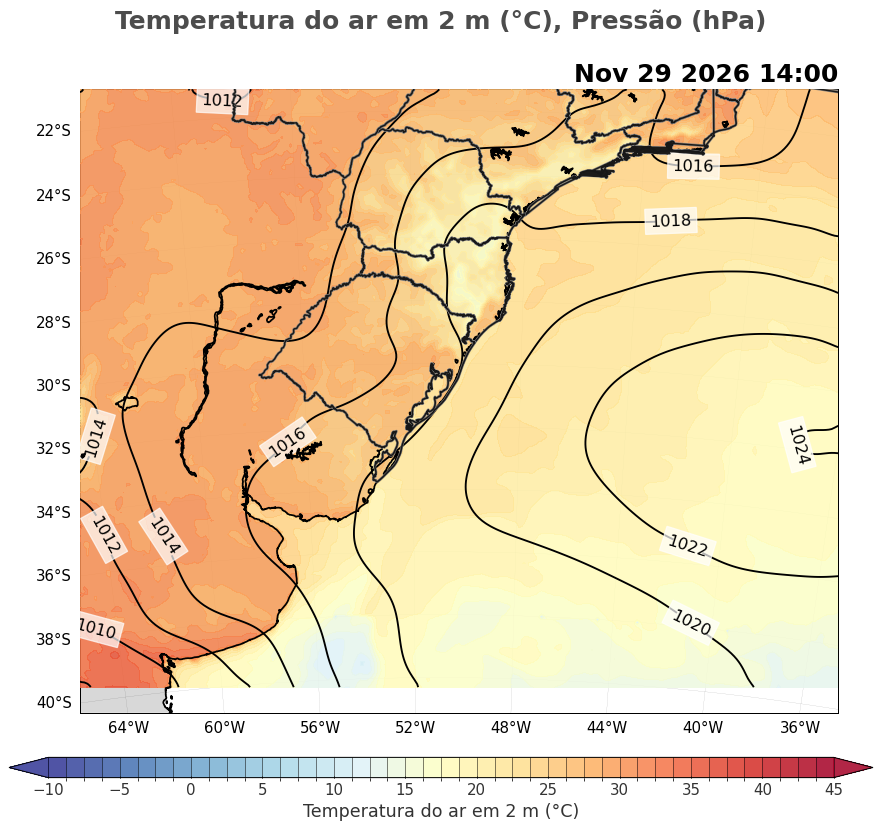 Temperatura do ar em 2 m (°C), Pressão (hPa)
Nov 29 2026 14:00
1012
22°S
1016
24°S
1018
26°S
28°S
30°S
1014
1016
1024
32°S
34°S
1012
1014
1022
36°S
1010
1020
38°S
40°S
64°W 60°W 56°W 52°W 48°W 44°W 40°W 36°W
−10 −5 0 5 10 15 20 25 30 35 40 45
Temperatura do ar em 2 m (°C)